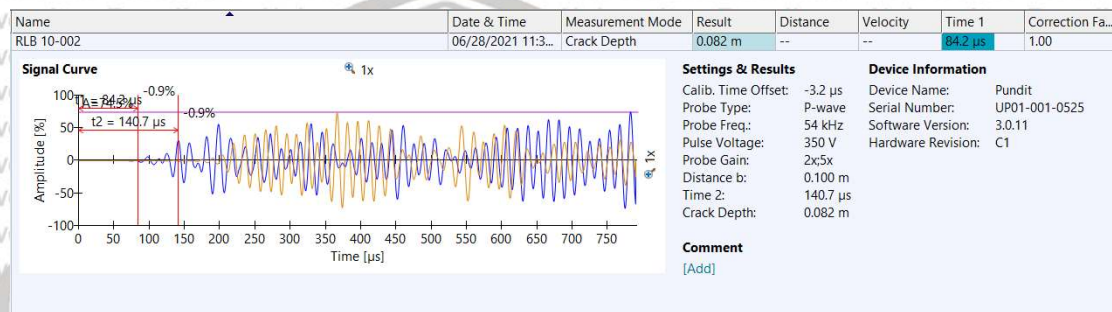 Name Date & Time Measurement Mode Result Distance Velocity Time 1 Correction Fa...
RLB 10-002 06/28/2021 11:3... Crack Depth 0.082 m -- -- 84.2 µs 1.00
Signal Curve 1x
Settings & Results Device Information
Calib. Time Offset: -3.2 µs Device Name: Pundit
Probe Type: P-wave Serial Number: UP01-001-0525
Probe Freq.: 54 kHz Software Version: 3.0.11
Pulse Voltage: 350 V Hardware Revision: C1
Probe Gain: 2x;5x
Distance b: 0.100 m
Time 2: 140.7 µs
Crack Depth: 0.082 m
Comment
[Add]
-0.9%
-0.9%
t2 = 140.7 µs
Amplitude [%]
100
50
0
-50
-100
0 50 100 150 200 250 300 350 400 450 500 550 600 650 700 750
Time [µs]
1x